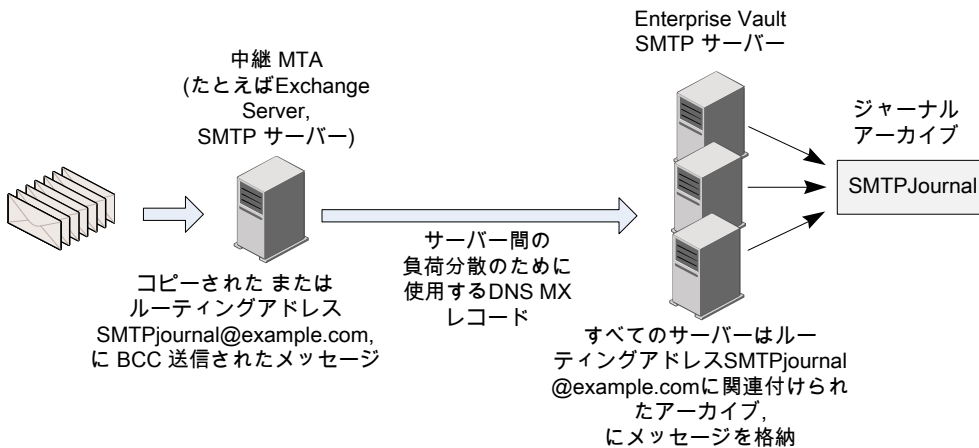 中継 MTA
(たとえばExchange
Server,
SMTP サーバー)
コピーされた または
ルーティングアドレス
SMTPjournal@example.com,
に BCC 送信されたメッセージ
サーバー間の
負荷分散のために
使用するDNS MX
レコード
Enterprise Vault
SMTP サーバー
すべてのサーバーはルー
ティングアドレスSMTPjournal
@example.comに関連付けられ
たアーカイブ,
にメッセージを格納
ジャーナル
アーカイブ
SMTPJournal